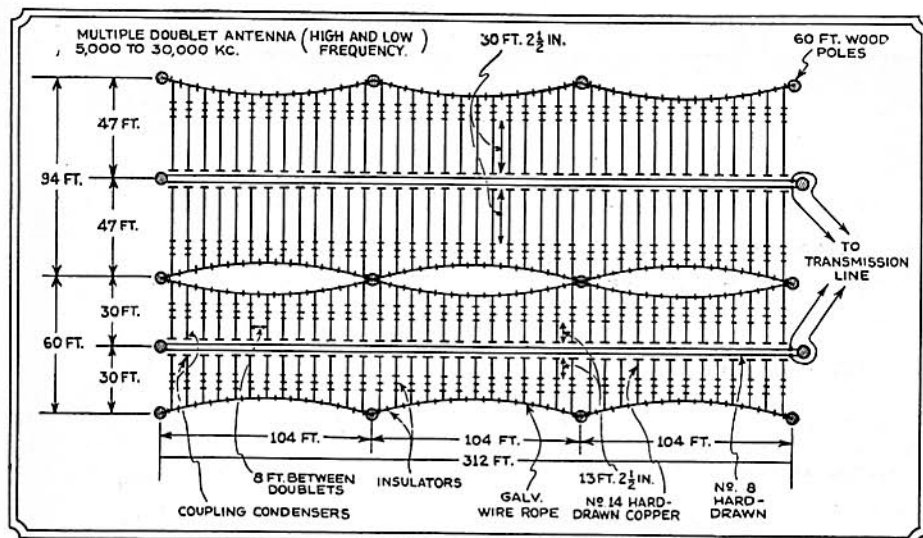 MULTIPLE DOUBLET ANTENNA (HIGH AND LOW
5,000 TO 30,000 KC. FREQUENCY.)
30 FT. 2½ IN.
60 FT. WOOD
POLES
47 FT.
94 FT.
47 FT.
TO
TRANSMISSION
LINE
30 FT.
60 FT.
30 FT.
104 FT. 104 FT. 104 FT.
312 FT.
8 FT. BETWEEN
DOUBLETS
INSULATORS
13 FT. 2½ IN.
COUPLING CONDENSERS
GALV.
WIRE ROPE
Nº. 14 HARD-
DRAWN COPPER
Nº. 8
HARD-
DRAWN